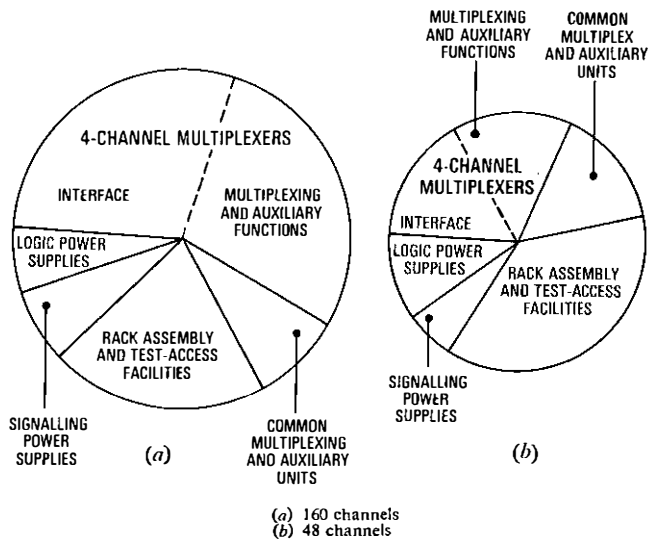 4-CHANNEL MULTIPLEXERS
INTERFACE
MULTIPLEXING
AND AUXILIARY
FUNCTIONS
LOGIC POWER
SUPPLIES
RACK ASSEMBLY
AND TEST-ACCESS
FACILITIES
SIGNALLING
POWER
SUPPLIES
(a)
COMMON
MULTIPLEXING
AND AUXILIARY
UNITS
MULTIPLEXING
AND AUXILIARY
FUNCTIONS
COMMON
MULTIPLEX
AND AUXILIARY
UNITS
4-CHANNEL
MULTIPLEXERS
INTERFACE
LOGIC POWER
SUPPLIES
RACK ASSEMBLY
AND TEST-ACCESS
FACILITIES
SIGNALLING
POWER
SUPPLIES
(b)
(a) 160 channels
(b) 48 channels